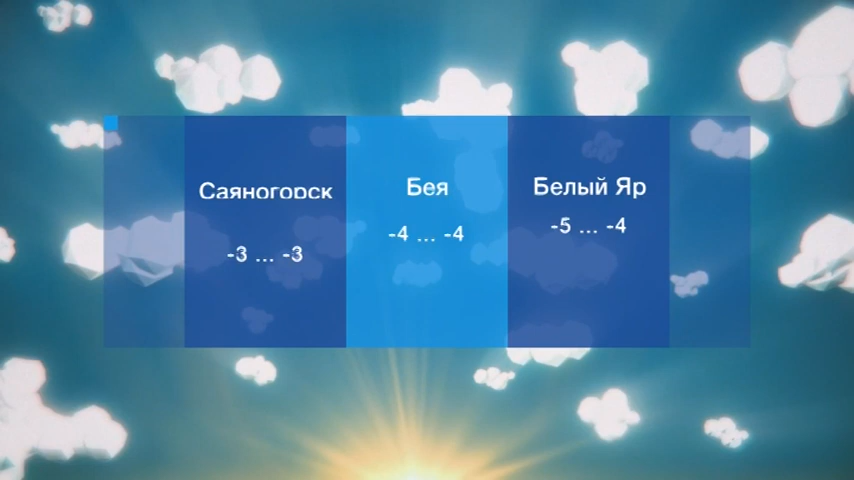 Саяногорск
-3 ... -3
Бея
-4 ... -4
Белый Яр
-5 ... -4